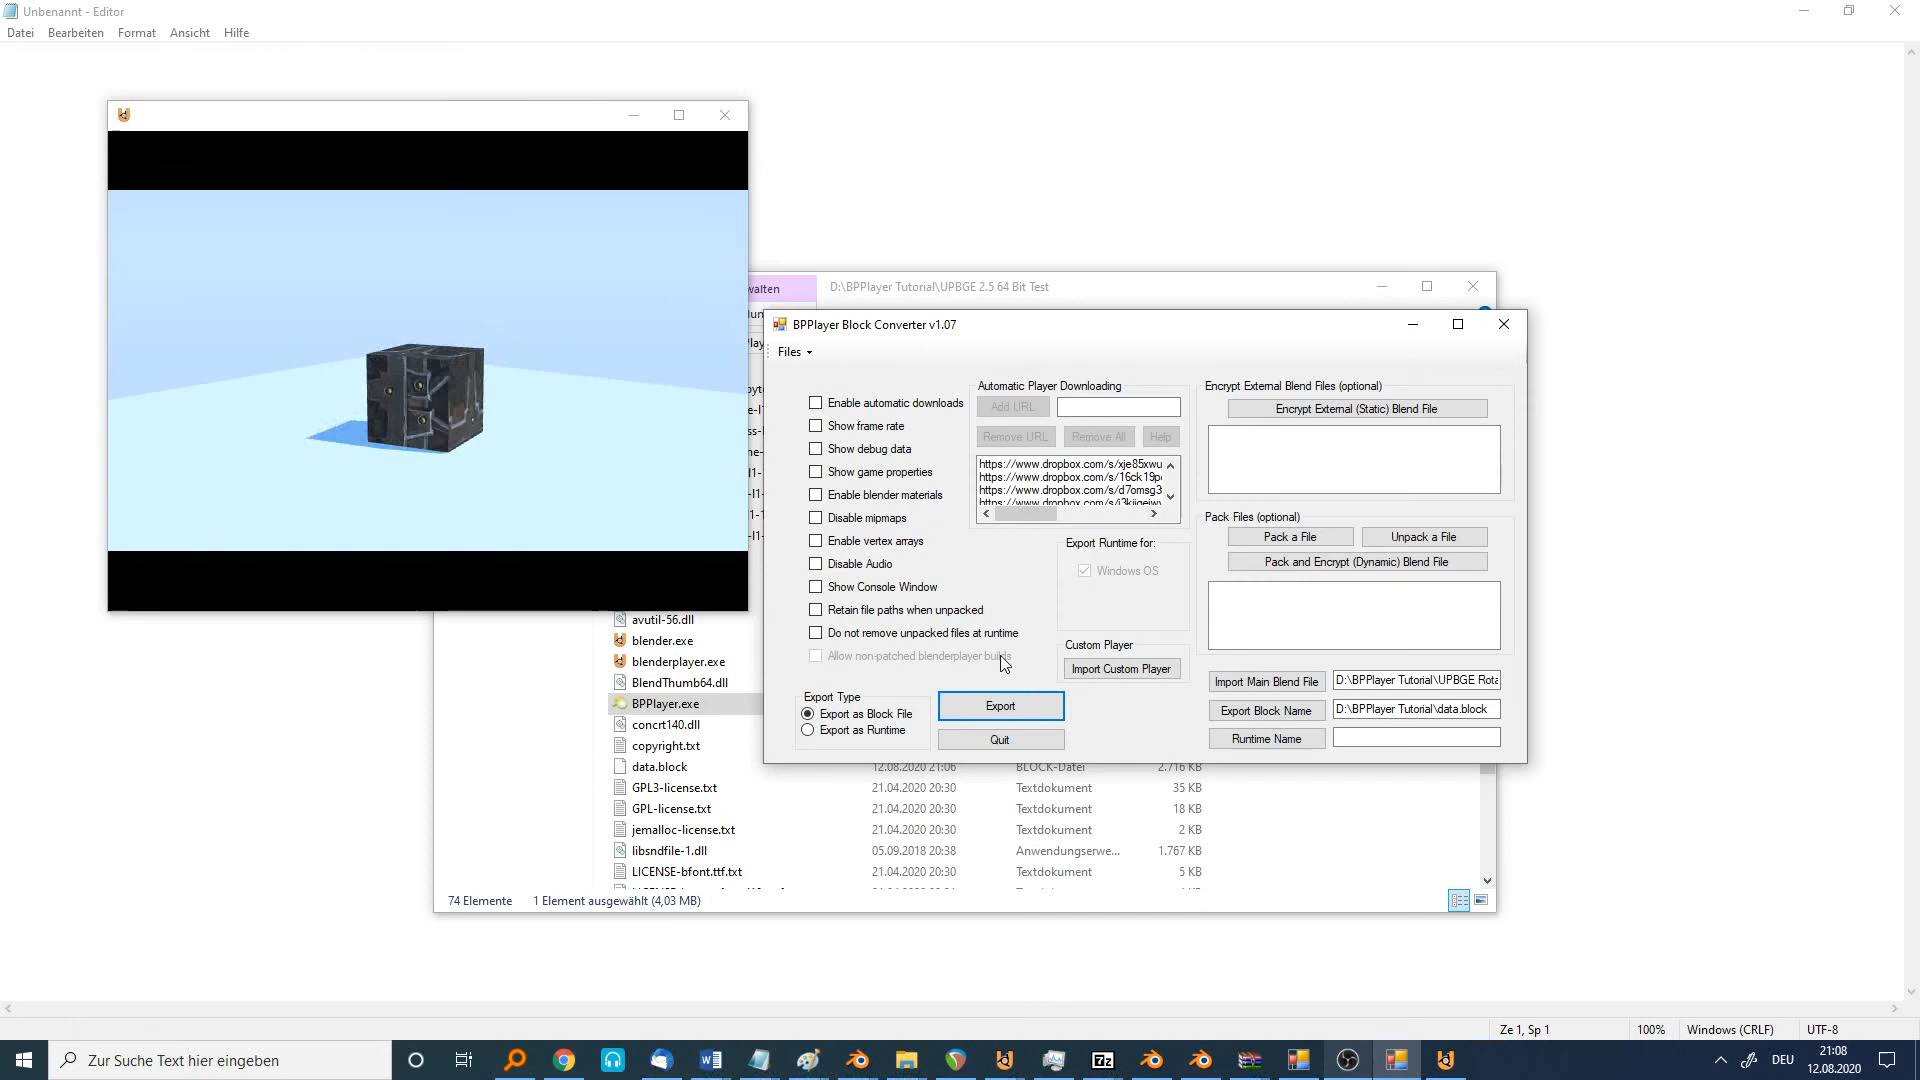 Unbenannt - Editor
Datei Bearbeiten Format Ansicht Hilfe
walten D:\BPPlayer Tutorial\UPBGE 2.5 64 Bit Test
BPPlayer Block Converter v1.07
Files
Enable automatic downloads
Show frame rate
Show debug data
Show game properties
Enable blender materials
Disable mipmaps
Enable vertex arrays
Disable Audio
Show Console Window
Retain file paths when unpacked
Do not remove unpacked files at runtime
Allow non-patched blenderplayer builds
Export Type
Export as Block File
Export as Runtime
Export
Quit
Automatic Player Downloading
Add URL
Remove URL Remove All Help
https://www.dropbox.com/s/xje85xwu
https://www.dropbox.com/s/16ck19p
https://www.dropbox.com/s/d7omsg3
Export Runtime for:
Windows OS
Custom Player
Import Custom Player
Encrypt External Blend Files (optional)
Encrypt External (Static) Blend File
Pack Files (optional)
Pack a File Unpack a File
Pack and Encrypt (Dynamic) Blend File
Import Main Blend File D:\BPPlayer Tutorial\UPBGE Rota
Export Block Name D:\BPPlayer Tutorial\data.block
Runtime Name
avutil-56.dll
blender.exe
blenderplayer.exe
BlendThumb64.dll
BPPlayer.exe
concrt140.dll
copyright.txt
data.block 12.08.2020 21:06 BLOCK-Datei 2.716 KB
GPL3-license.txt 21.04.2020 20:30 Textdokument 35 KB
GPL-license.txt 21.04.2020 20:30 Textdokument 18 KB
jemalloc-license.txt 21.04.2020 20:30 Textdokument 2 KB
libsndfile-1.dll 05.09.2018 20:38 Anwendungserwe... 1.767 KB
LICENSE-bfont.ttf.txt 21.04.2020 20:30 Textdokument 5 KB
74 Elemente 1 Element ausgewählt (4,03 MB)
Ze 1, Sp 1 100% Windows (CRLF) UTF-8
Zur Suche Text hier eingeben
7z
DEU
21:08
12.08.2020